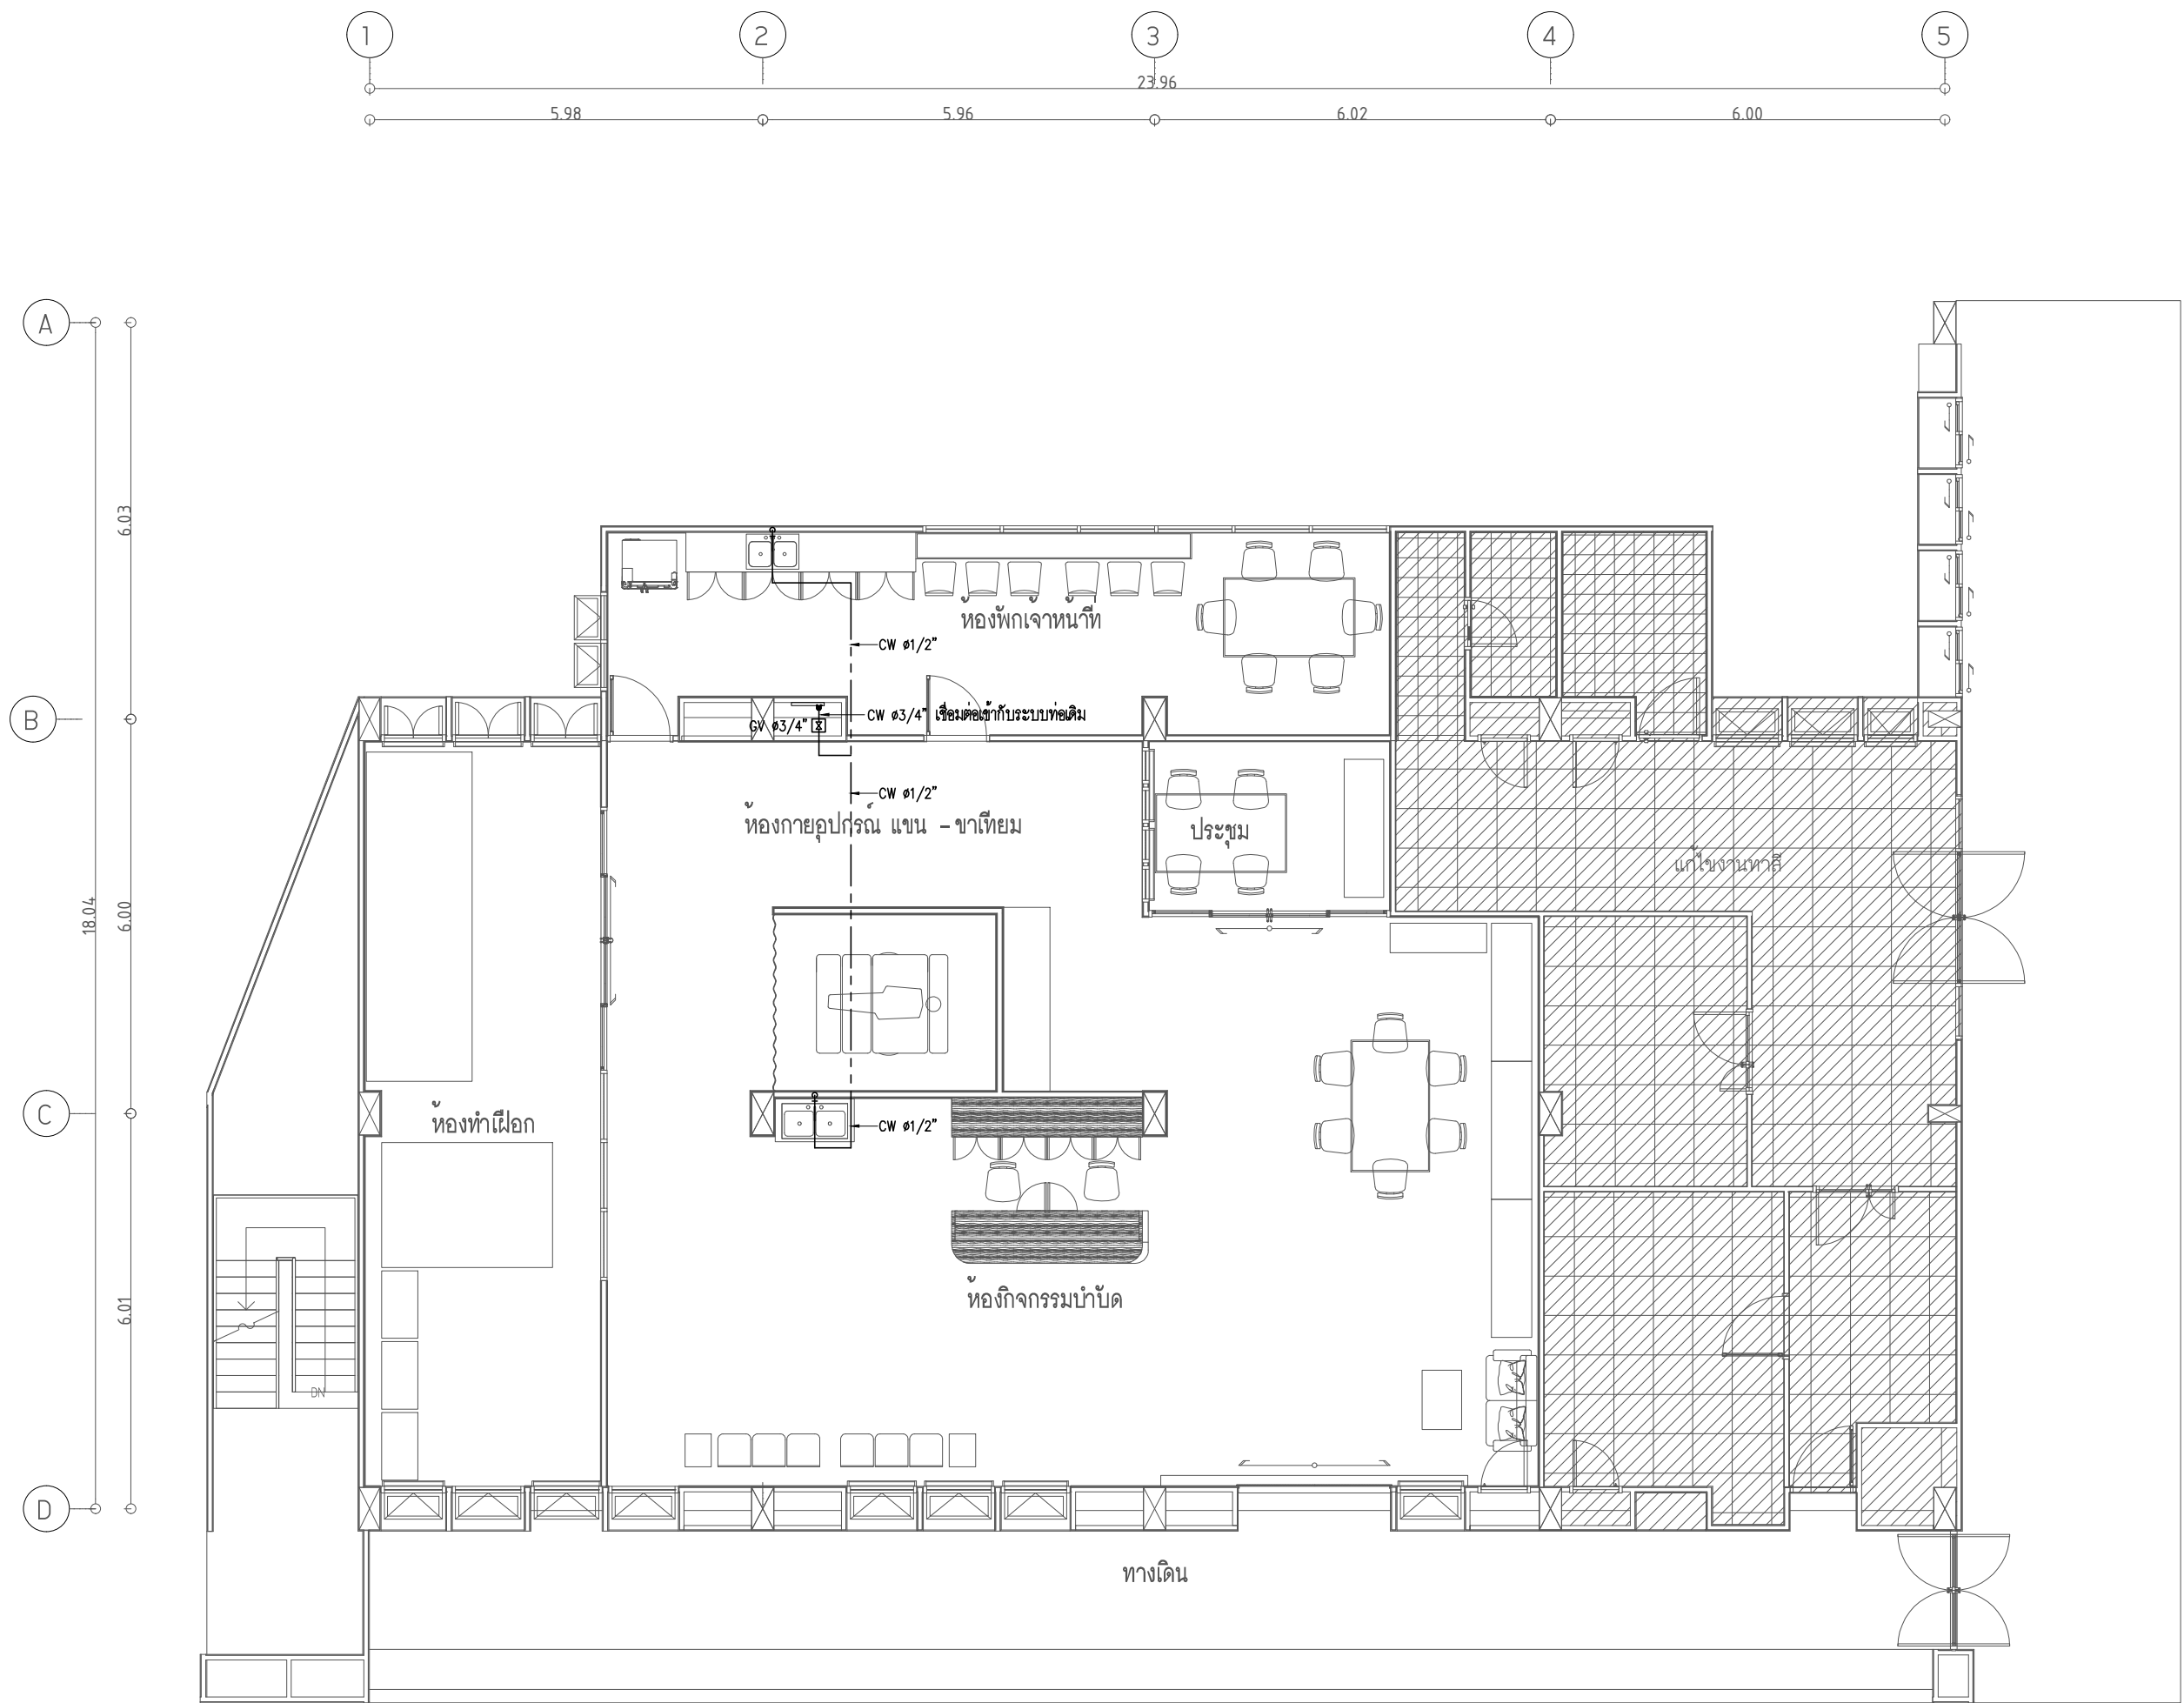 1 2 3 4 5
23.96
5.98 5.96 6.02 6.00
A
6.03
ห้องพักเจ้าหน้าที่
CW ø1/2"
B
CW ø3/4" เชื่อมต่อเข้ากับระบบท่อเดิม
GV ø3/4"
CW ø1/2"
ห้องกายอุปกรณ์ แขน -ขาเทียม
ประชุม
แก้ไขงานทาสี
18.04
6.00
C
ห้องทำเฝือก
CW ø1/2"
ห้องกิจกรรมบำบัด
6.01
DN
D
ทางเดิน